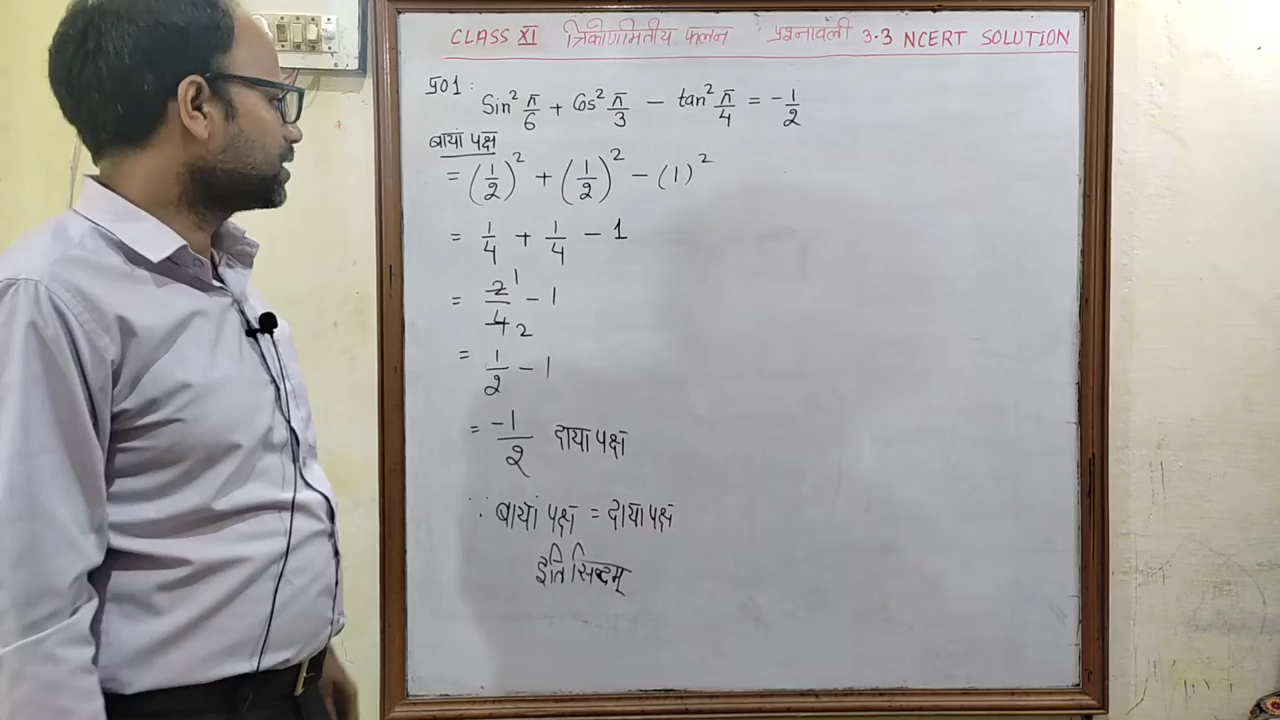 CLASS XI त्रिकोणमितीय फलन प्रश्नावली 3.3 NCERT SOLUTION
प्र01:
Sin² π/6 + Cos² π/3 − tan² π/4 = −1/2
बायां पक्ष
= (1/2)² + (1/2)² − (1)²
= 1/4 + 1/4 − 1
= 2̶ 1/4̶ 2 − 1
= 1/2 − 1
= −1/2 दाया पक्ष
∵ बायां पक्ष = दाया पक्ष
इति सिद्धम्